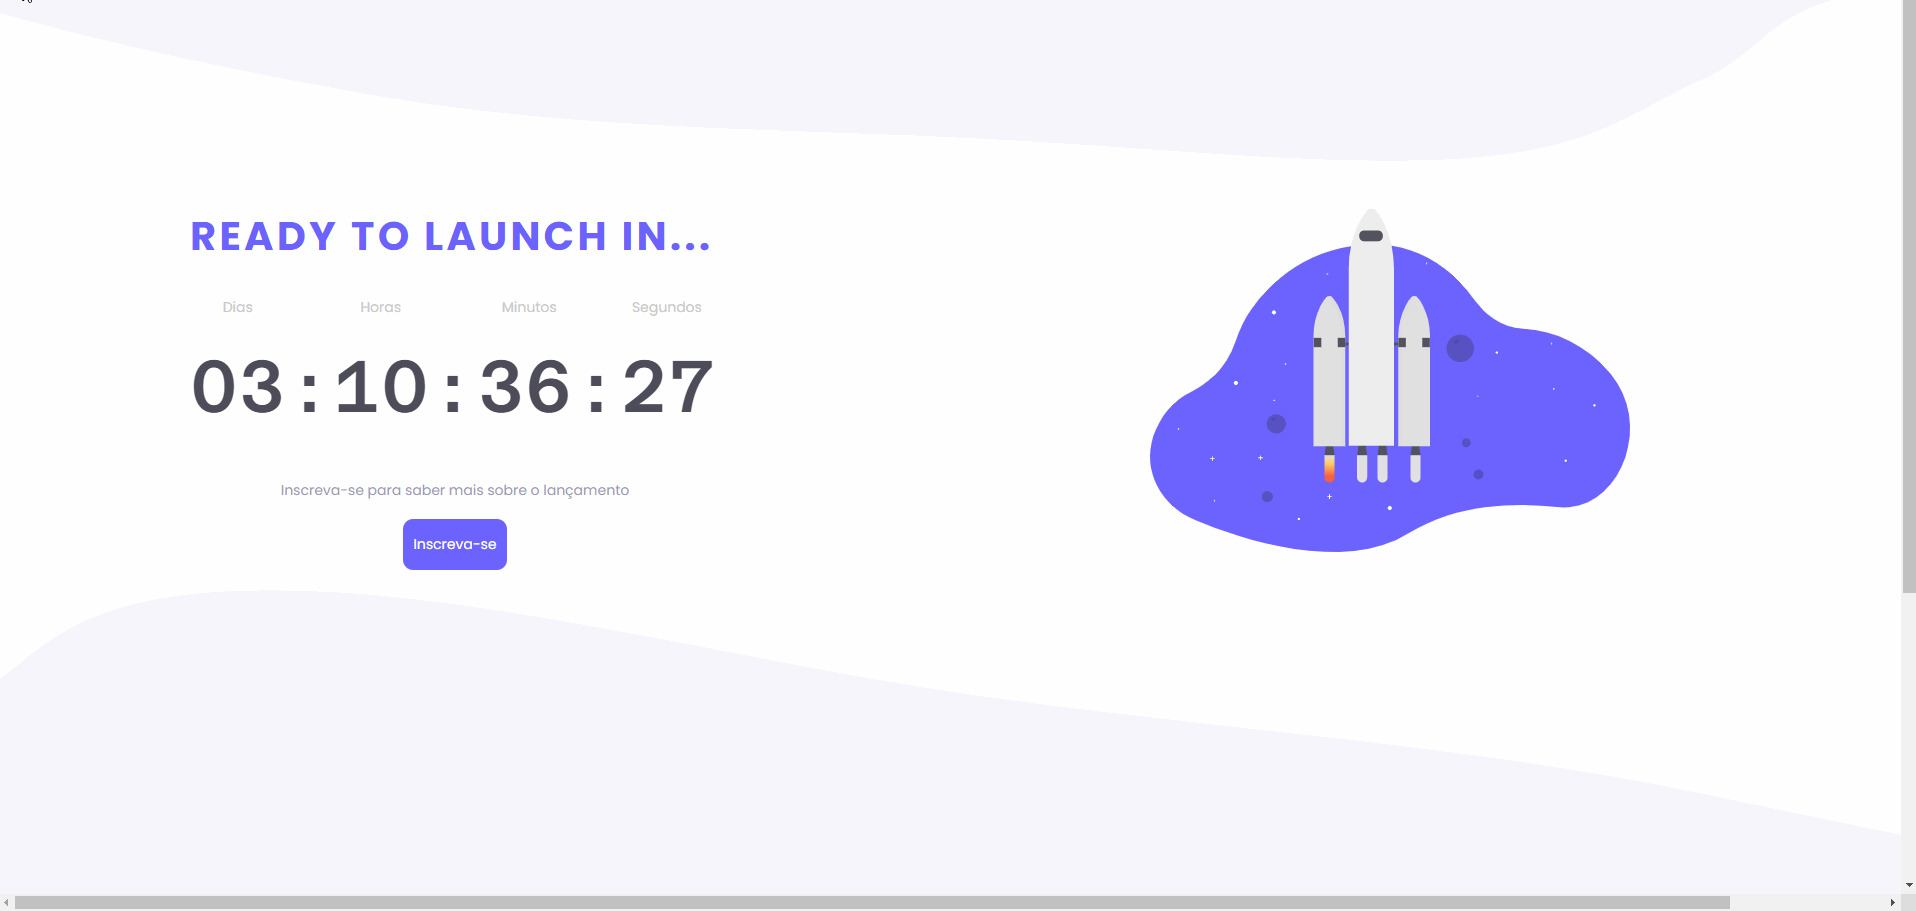 READY TO LAUNCH IN...
Dias Horas Minutos Segundos
03:10:36:27
Inscreva-se para saber mais sobre o lançamento
Inscreva-se